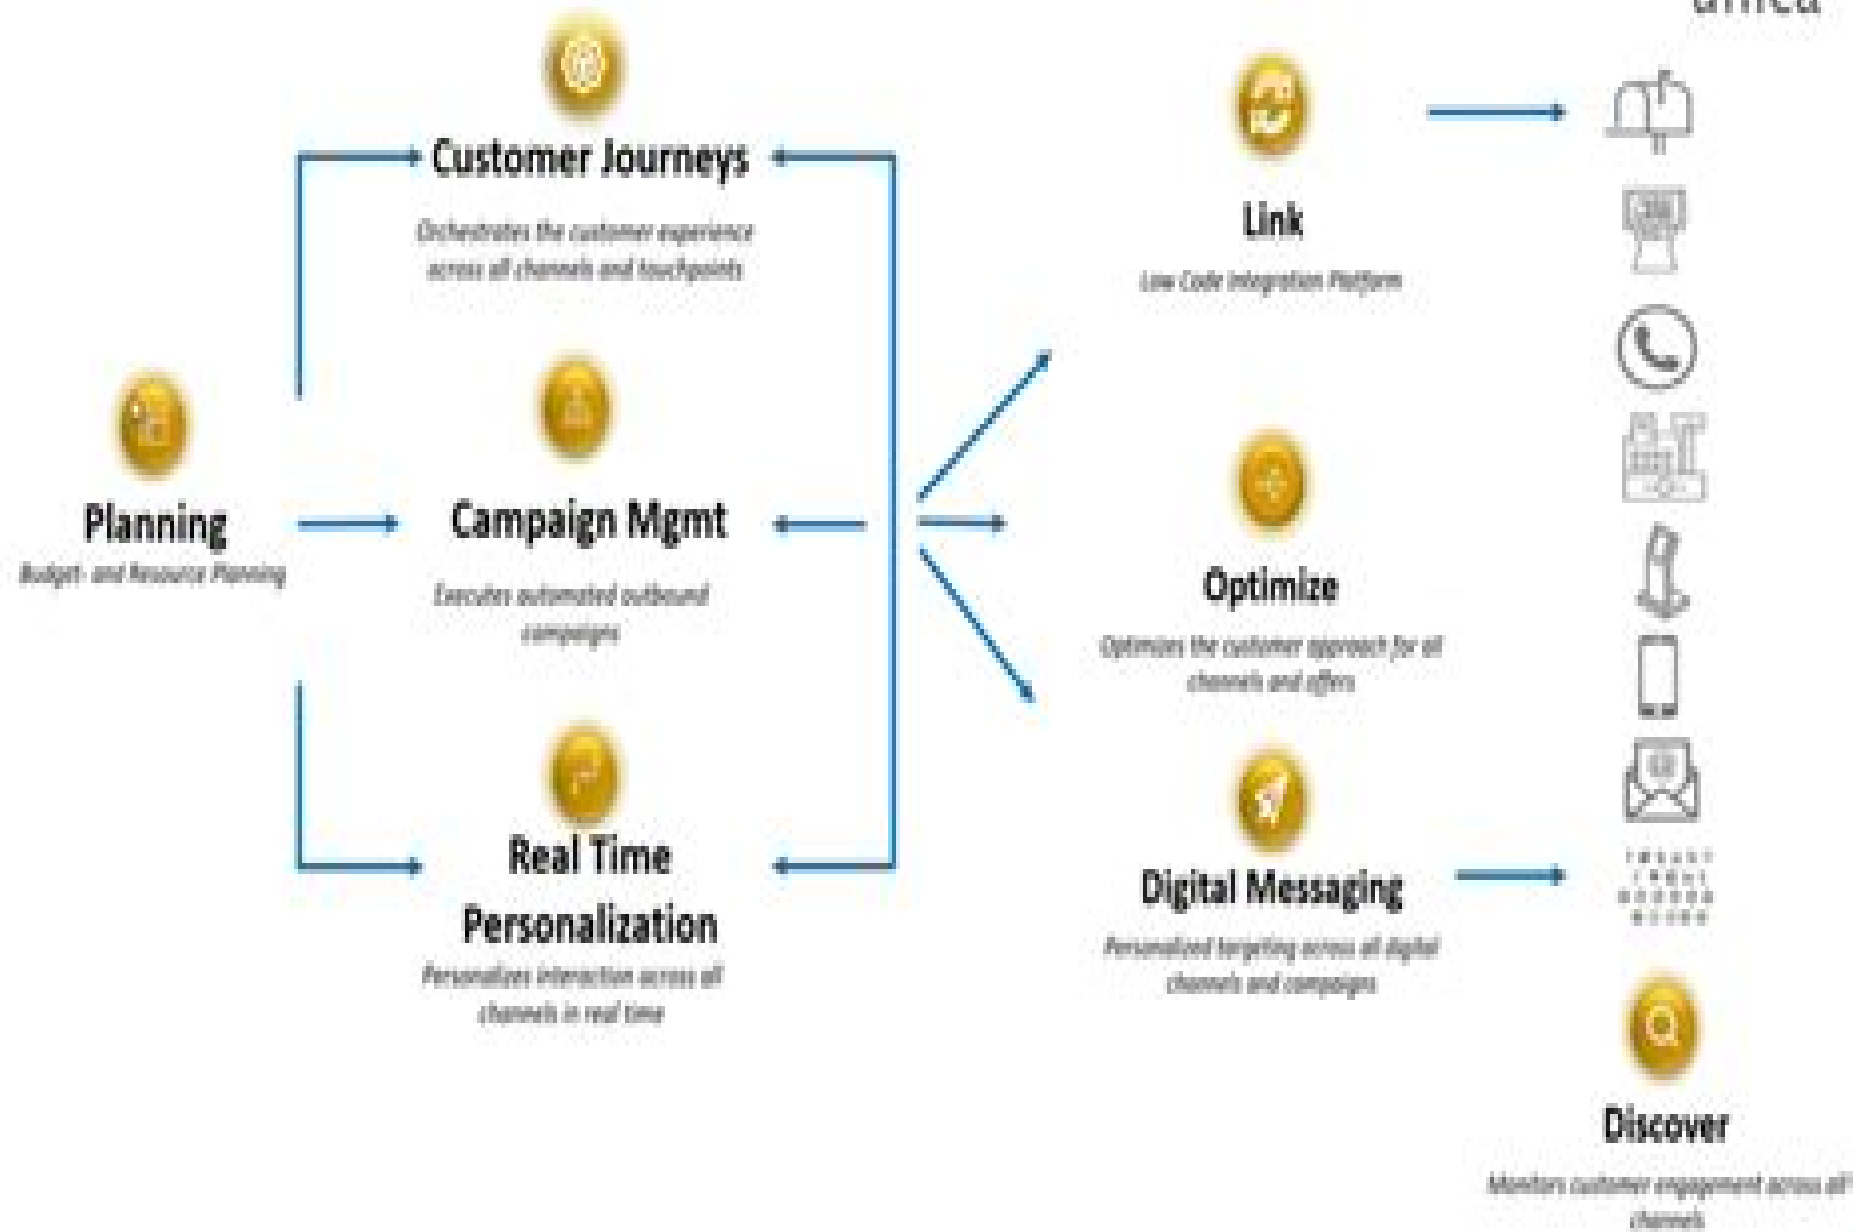 Customer Journeys
Orchestrates the customer experience
across all channels and touchpoints
Planning
Budget- and Resource Planning
Campaign Mgmt
Executes automated outbound
campaigns
Real Time
Personalization
Personalizes interaction across all
channels in real time
Link
Low Code Integration Platform
Optimize
Optimizes the customer approach for all
channels and offers
Digital Messaging
Personalized targeting across all digital
channels and campaigns
Discover
Monitors customer engagement across all
channels